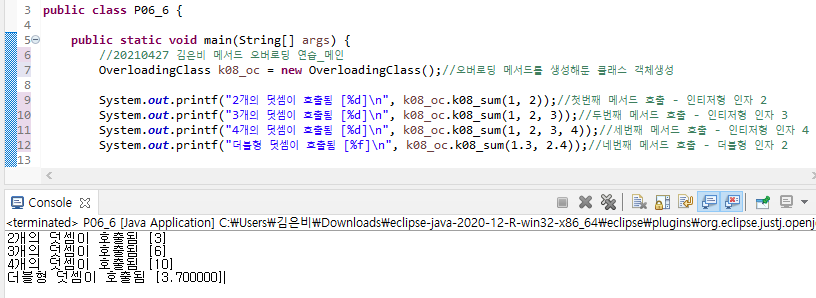 3 public class P06_6 {
4
5 public static void main(String[] args) {
6 //20210427 김은비 메서드 오버로딩 연습_메인
7 OverloadingClass k08_oc = new OverloadingClass();//오버로딩 메서드를 생성해둔 클래스 객체생성
8
9 System.out.printf("2개의 덧셈이 호출됨 [%d]\n", k08_oc.k08_sum(1, 2));//첫번째 메서드 호출 - 인티저형 인자 2
10 System.out.printf("3개의 덧셈이 호출됨 [%d]\n", k08_oc.k08_sum(1, 2, 3));//두번째 메서드 호출 - 인티저형 인자 3
11 System.out.printf("4개의 덧셈이 호출됨 [%d]\n", k08_oc.k08_sum(1, 2, 3, 4));//세번째 메서드 호출 - 인티저형 인자 4
12 System.out.printf("더블형 덧셈이 호출됨 [%f]\n", k08_oc.k08_sum(1.3, 2.4));//네번째 메서드 호출 - 더블형 인자 2
13
Console
<terminated> P06_6 [Java Application] C:₩Users₩김은비₩Downloads₩eclipse-java-2020-12-R-win32-x86_64₩eclipse₩plugins₩org.eclipse.justj.openj
2개의 덧셈이 호출됨 [3]
3개의 덧셈이 호출됨 [6]
4개의 덧셈이 호출됨 [10]
더블형 덧셈이 호출됨 [3.700000]